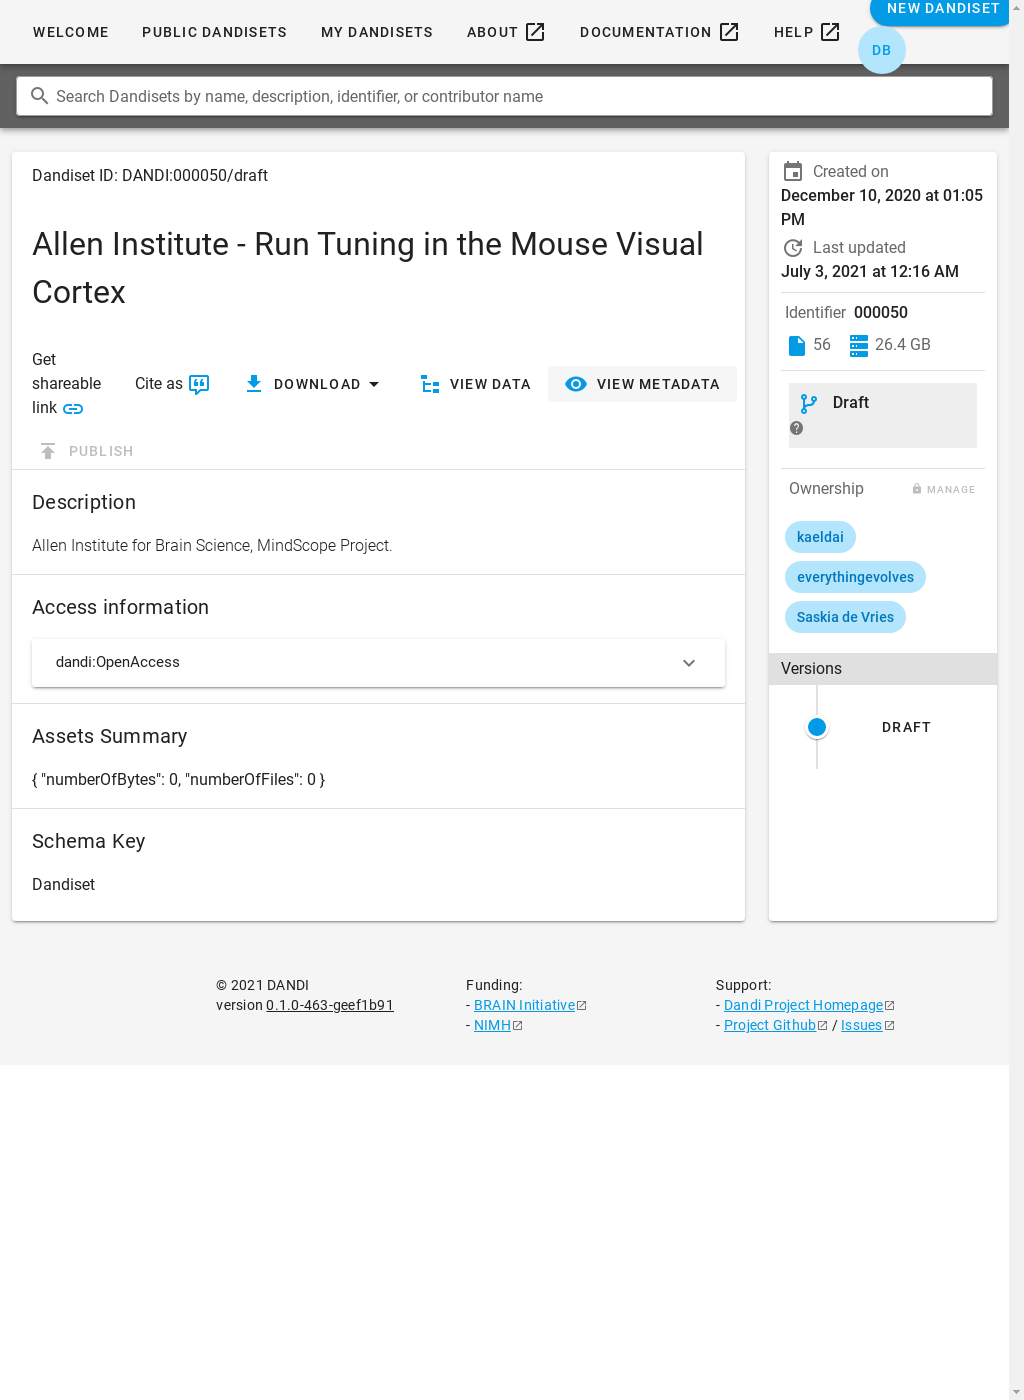 WELCOME PUBLIC DANDISETS MY DANDISETS ABOUT DOCUMENTATION HELP NEW DANDISET
DB
Search Dandisets by name, description, identifier, or contributor name
Dandiset ID: DANDI:000050/draft
Allen Institute - Run Tuning in the Mouse Visual
Cortex
Get
shareable
link
Cite as
DOWNLOAD
VIEW DATA
VIEW METADATA
PUBLISH
Description
Allen Institute for Brain Science, MindScope Project.
Access information
dandi:OpenAccess
Assets Summary
{ "numberOfBytes": 0, "numberOfFiles": 0 }
Schema Key
Dandiset
Created on
December 10, 2020 at 01:05
PM
Last updated
July 3, 2021 at 12:16 AM
Identifier 000050
56 26.4 GB
Draft
Ownership MANAGE
kaeldai
everythingevolves
Saskia de Vries
Versions
DRAFT
© 2021 DANDI
version 0.1.0-463-geef1b91
Funding:
- BRAIN Initiative
- NIMH
Support:
- Dandi Project Homepage
- Project Github / Issues